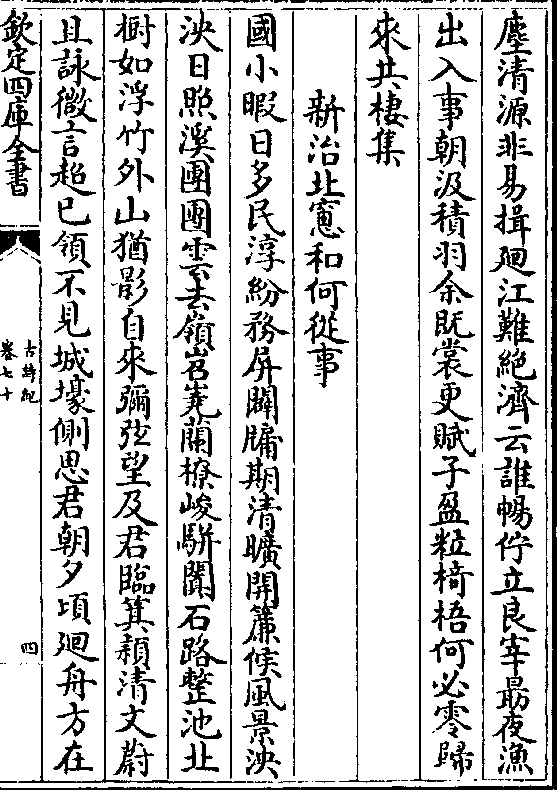 塵清源非易揖廻江難絶濟云誰暢佇立良宰最夜漁
出入事朝汲積羽余既裳更賦子盈粒椅梧何必零歸
來共棲集
新治北窻和何從事
國小暇日多民淳紛務屏闢牖期清曠開簾候風景泱
泱日照溪團團雲去嶺岧嶤蘭橑峻駢闐石路整池北
樹如浮竹外山猶影自來彌弦望及君臨箕潁清文蔚
且詠微言超已領不見城壕側思君朝夕頃廻舟方在
欽定四庫全書
古詩紀
卷七十
四